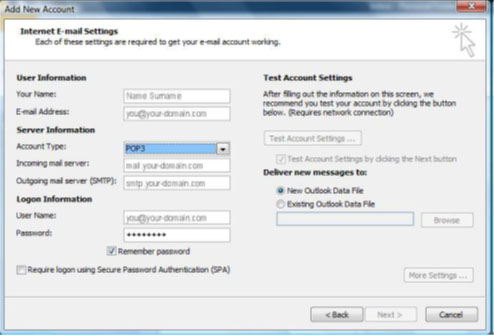 Add New Account
Internet E-mail Settings
Each of these settings are required to get your e-mail account working.
User Information
Your Name: Name Surname
E-mail Address: you@your-domain.com
Server Information
Account Type: POP3
Incoming mail server: mail your-domain.com
Outgoing mail server (SMTP): smtp your-domain.com
Logon Information
User Name: you@your-domain.com
Password: ********
Remember password
Require logon using Secure Password Authentication (SPA)
Test Account Settings
After filling out the information on this screen, we
recommend you test your account by clicking the button
below. (Requires network connection)
Test Account Settings ...
Test Account Settings by clicking the Next button
Deliver new messages to:
New Outlook Data File
Existing Outlook Data File
Browse
More Settings ...
< Back
Next >
Cancel